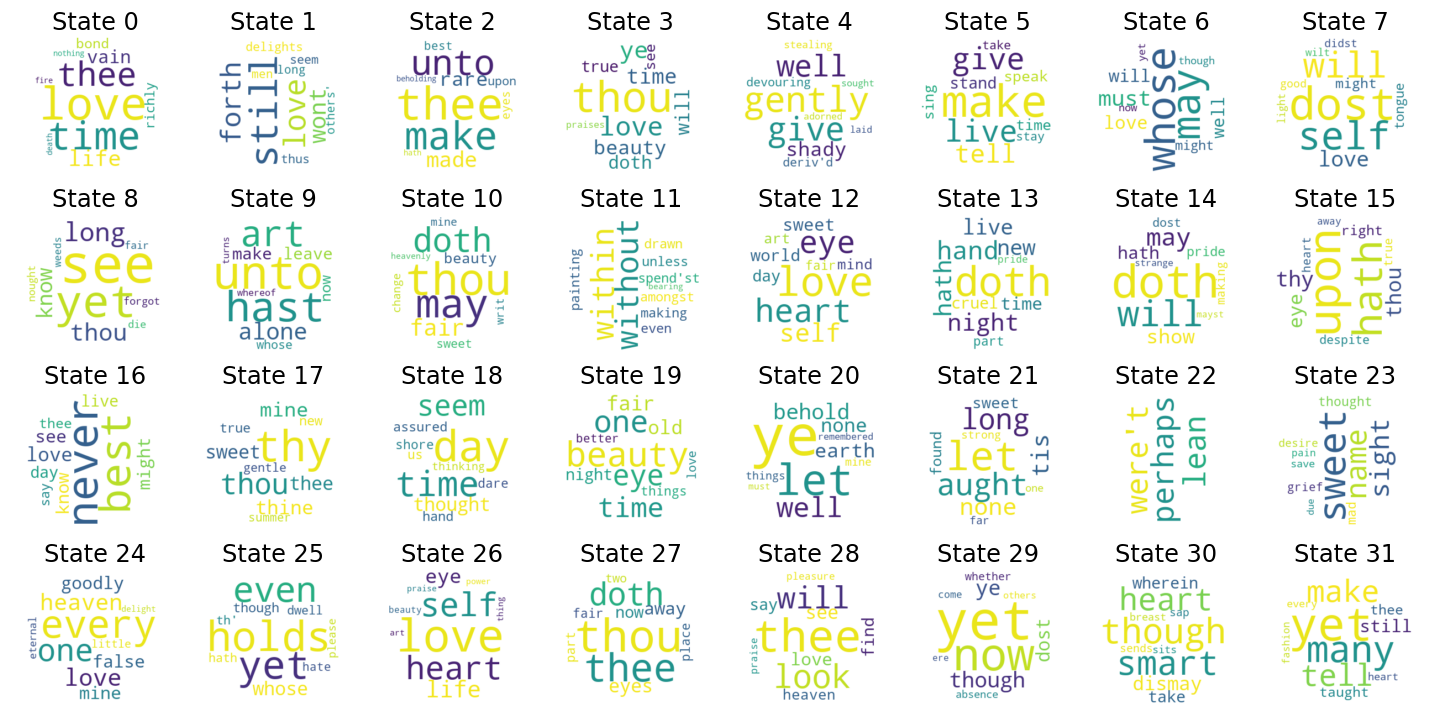 State 0
State 1
State 2
State 3
State 4
State 5
State 6
State 7
bond
nothing
vain
thee
fire
love
richly
time
death
life
delights
seem
men
long
forth
still
love
wont
others'
thus
best
unto
beholding
rare
upon
thee
eyes
make
made
hath
ye
see
true
time
thou
will
praises
love
beauty
doth
stealing
well
devouring
sought
gently
adorned
give
laid
shady
deriv'd
take
give
stand
speak
sing
make
live
time
stay
tell
yet
though
whose
will
may
must
now
love
well
might
didst
wilt
will
good
might
light
dost
tongue
self
love
State 8
State 9
State 10
State 11
State 12
State 13
State 14
State 15
long
weeds
fair
see
know
nought
yet
forgot
die
thou
art
turns
make
leave
unto
whereof
now
hast
alone
whose
mine
doth
heavenly
beauty
thou
change
may
writ
fair
sweet
within
without
drawn
unless
painting
spend'st
bearing
amongst
making
even
sweet
art
eye
world
fair
mind
day
love
heart
self
live
hand
new
pride
hath
doth
cruel
time
night
part
dost
may
hath
pride
strange
doth
making
will
mayst
show
away
right
heart
upon
true
thy
hath
thou
eye
despite
State 16
State 17
State 18
State 19
State 20
State 21
State 22
State 23
live
never
thee
best
see
love
might
day
know
say
mine
new
true
thy
sweet
gentle
thou
thee
thine
summer
seem
assured
shore
day
us
thinking
time
dare
thought
hand
fair
one
old
better
beauty
night
eye
love
things
time
behold
none
ye
remembered
earth
mine
things
let
must
well
sweet
long
strong
found
let
tis
aught
one
none
far
were't
perhaps
lean
thought
sweet
desire
name
sight
pain
save
grief
mad
due
State 24
State 25
State 26
State 27
State 28
State 29
State 30
State 31
goodly
heaven
delight
every
eternal
little
one
false
love
mine
even
though
dwell
th'
holds
please
hath
yet
hate
whose
eye
power
praise
self
beauty
thing
art
love
heart
life
two
doth
fair
now
away
thou
part
place
thee
eyes
pleasure
say
will
see
thee
find
praise
love
look
heaven
whether
ye
come
others
yet
dost
now
ere
though
absence
wherein
heart
sap
breast
though
sends
sits
smart
dismay
take
make
every
thee
yet
still
fashion
many
tell
heart
taught